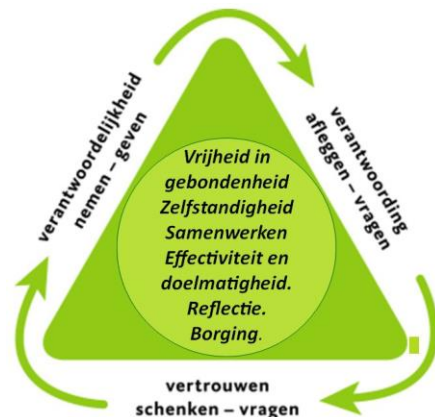 verantwoordelijkheid
nemen – geven
verantwoording
afleggen – vragen
Vrijheid in
gebondenheid
Zelfstandigheid
Samenwerken
Effectiviteit en
doelmatigheid.
Reflectie.
Borging.
vertrouwen
schenken – vragen